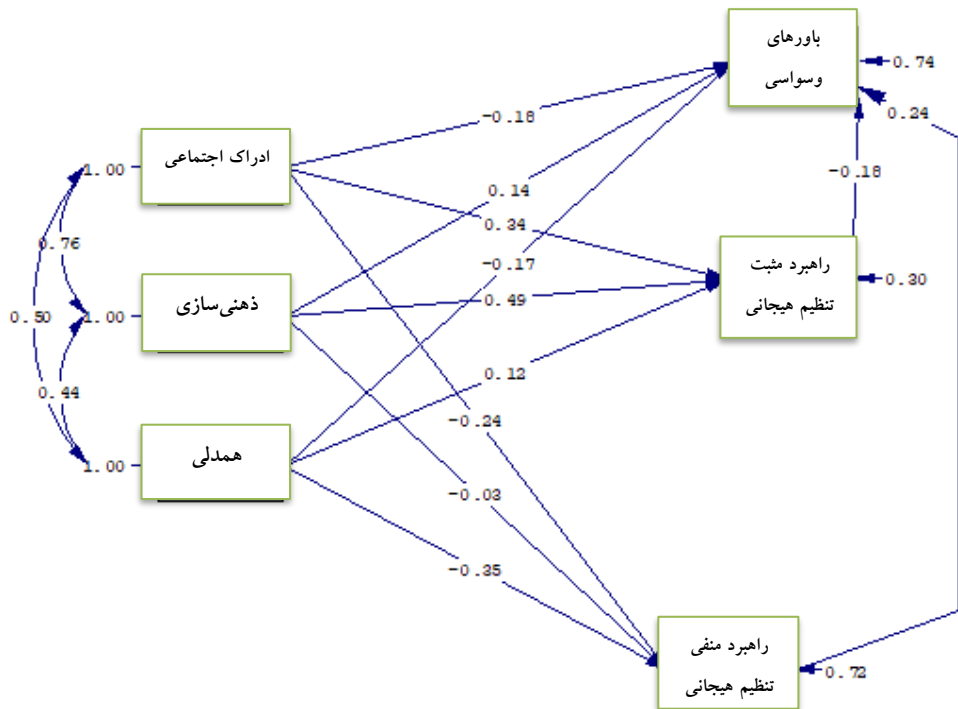 باورهای
وسواسی
0.74
0.24
-0.18
ادراک اجتماعی
1.00
-0.18
0.14
0.34
-0.17
راهبرد مثبت
تنظیم هیجانی
0.30
0.76
ذهنی‌سازی
1.00
0.49
0.50
0.12
0.44
-0.24
همدلی
1.00
-0.03
-0.35
راهبرد منفی
تنظیم هیجانی
0.72